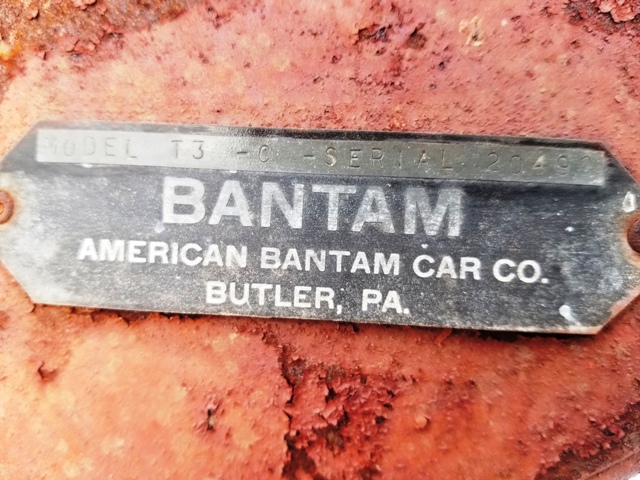 MODEL T3 -C -SERIAL
BANTAM
AMERICAN BANTAM CAR CO.
BUTLER, PA.